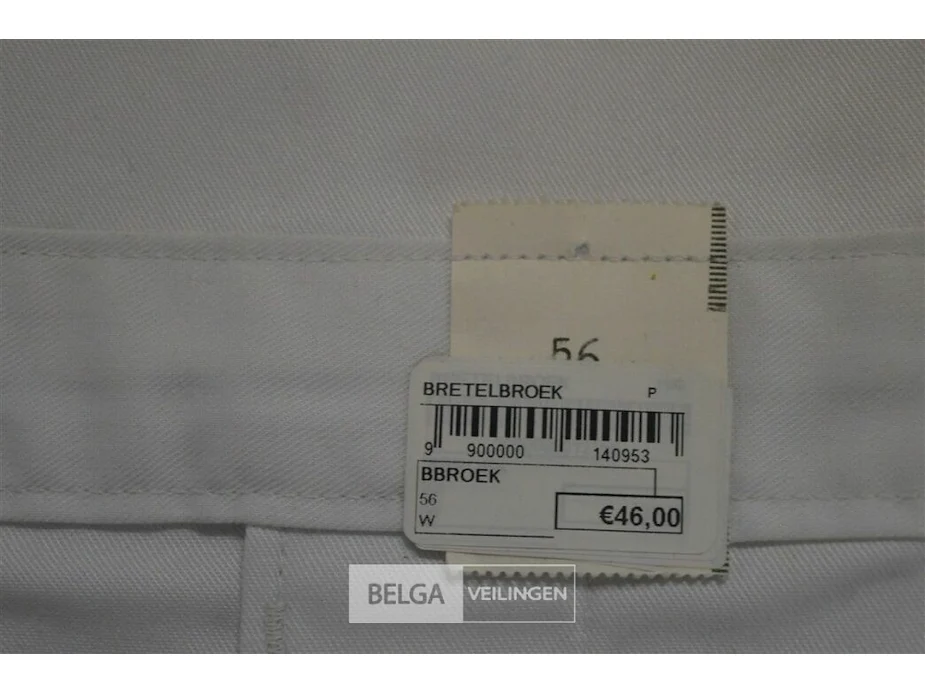 56
BRETELBROEK P
9 900000 140953
BBROEK
56
W
€46,00
BELGA VEILINGEN